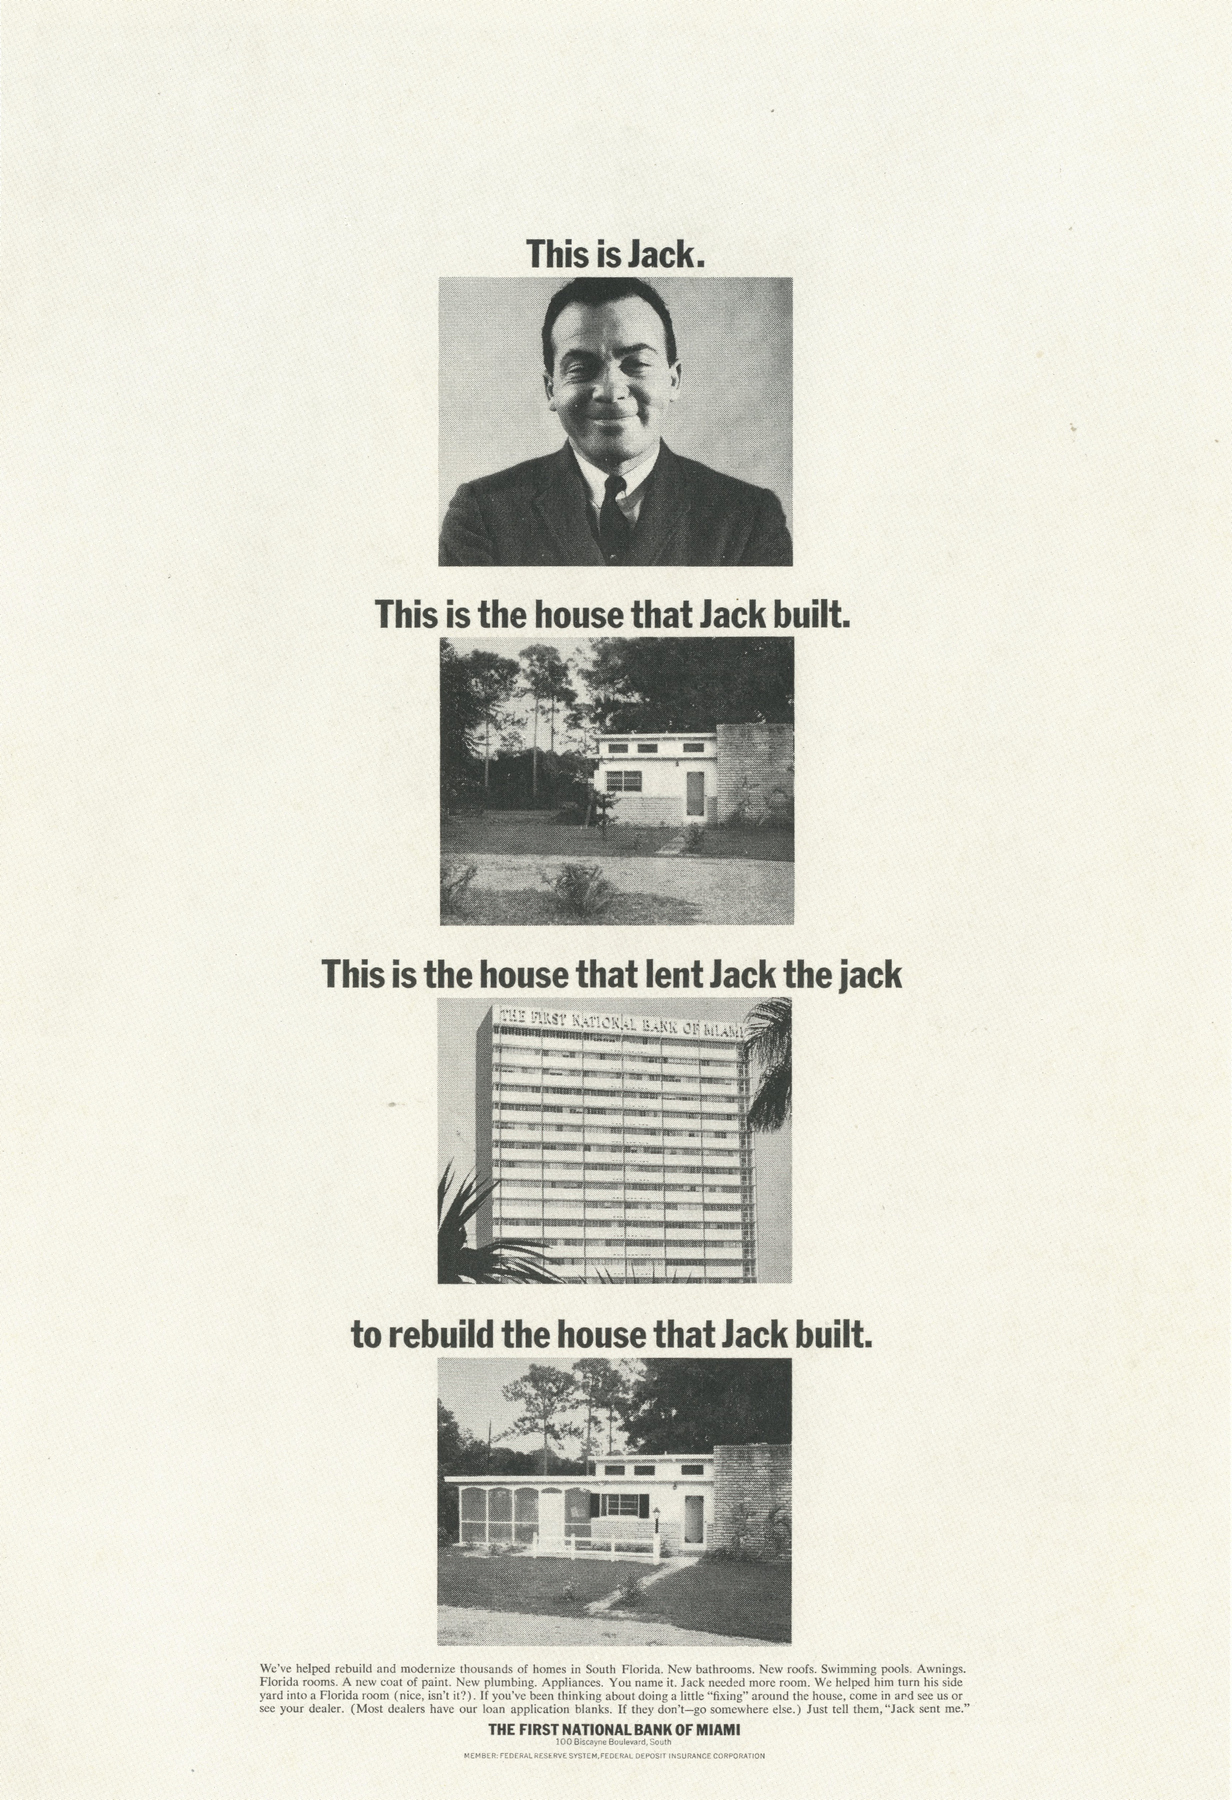 This is Jack.
This is the house that Jack built.
This is the house that lent Jack the jack
THE FIRST NATIONAL BANK OF MIAMI
to rebuild the house that Jack built.
We've helped rebuild and modernize thousands of homes in South Florida. New bathrooms. New roofs. Swimming pools. Awnings.
Florida rooms. A new coat of paint. New plumbing. Appliances. You name it. Jack needed more room. We helped him turn his side
yard into a Florida room (nice, isn't it?). If you've been thinking about doing a little "fixing" around the house, come in and see us or
see your dealer. (Most dealers have our loan application blanks. If they don't—go somewhere else.) Just tell them, "Jack sent me."
THE FIRST NATIONAL BANK OF MIAMI
100 Biscayne Boulevard, South
MEMBER: FEDERAL RESERVE SYSTEM, FEDERAL DEPOSIT INSURANCE CORPORATION